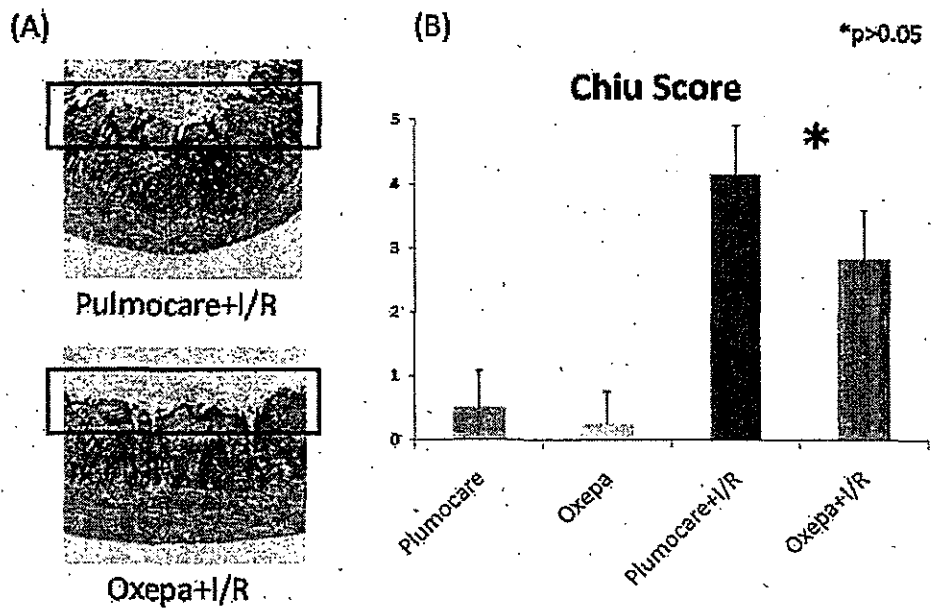 (A)
Pulmocare+I/R
Oxepa+I/R
(B)
*p>0.05
Chiu Score
*
5
4
3
2
1
0
Plumocare
Oxepa
Plumocare+I/R
Oxepa+I/R